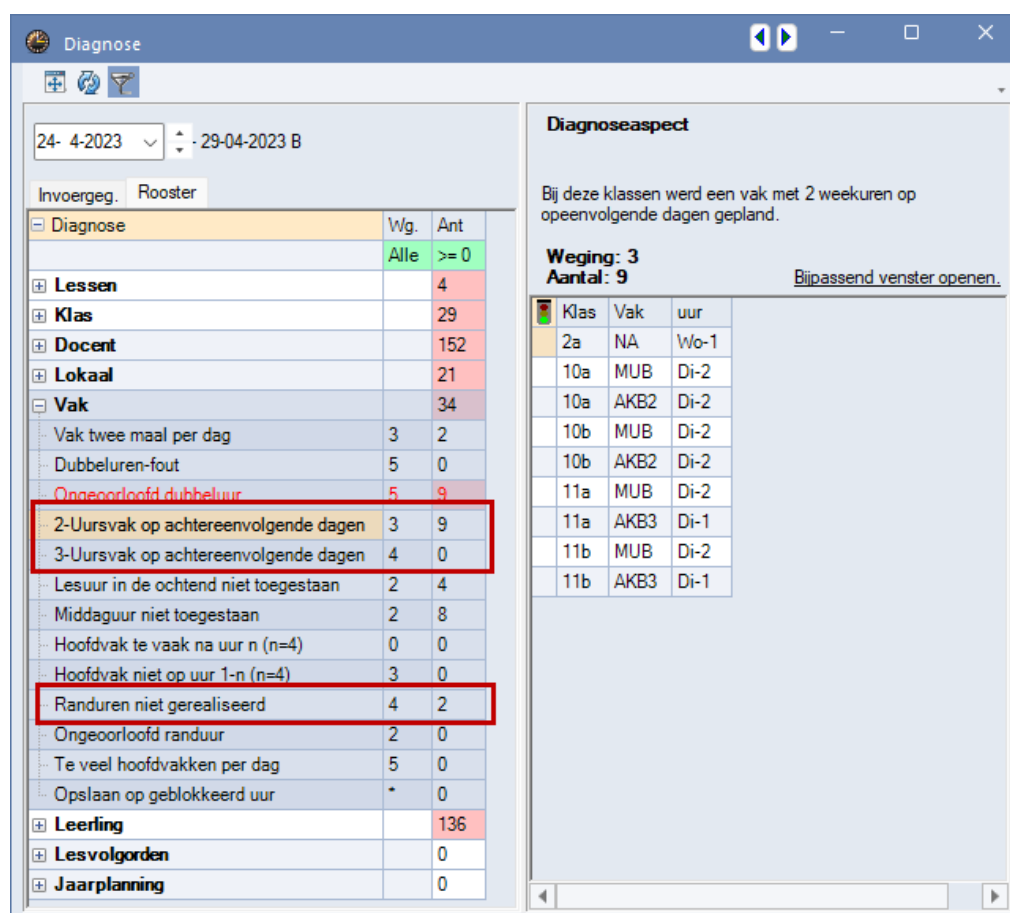 Diagnose
24- 4-2023 - 29-04-2023 B
Invoergeg. Rooster
Diagnose Wg. Ant
Alle >= 0
Lessen 4
Klas 29
Docent 152
Lokaal 21
Vak 34
Vak twee maal per dag 3 2
Dubbeluren-fout 5 0
Ongeoorloofd dubbeluur 5 9
2-Uursvak op achtereenvolgende dagen 3 9
3-Uursvak op achtereenvolgende dagen 4 0
Lesuur in de ochtend niet toegestaan 2 4
Middaguur niet toegestaan 2 8
Hoofdvak te vaak na uur n (n=4) 0 0
Hoofdvak niet op uur 1-n (n=4) 3 0
Randuren niet gerealiseerd 4 2
Ongeoorloofd randuur 2 0
Te veel hoofdvakken per dag 5 0
Opslaan op geblokkeerd uur * 0
Leerling 136
Lesvolgorden 0
Jaarplanning 0
Diagnoseaspect
Bij deze klassen werd een vak met 2 weekuren op
opeenvolgende dagen gepland.
Weging: 3
Aantal: 9 Bijpassend venster openen.
Klas Vak uur
2a NA Wo-1
10a MUB Di-2
10a AKB2 Di-2
10b MUB Di-2
10b AKB2 Di-2
11a MUB Di-2
11a AKB3 Di-1
11b MUB Di-2
11b AKB3 Di-1